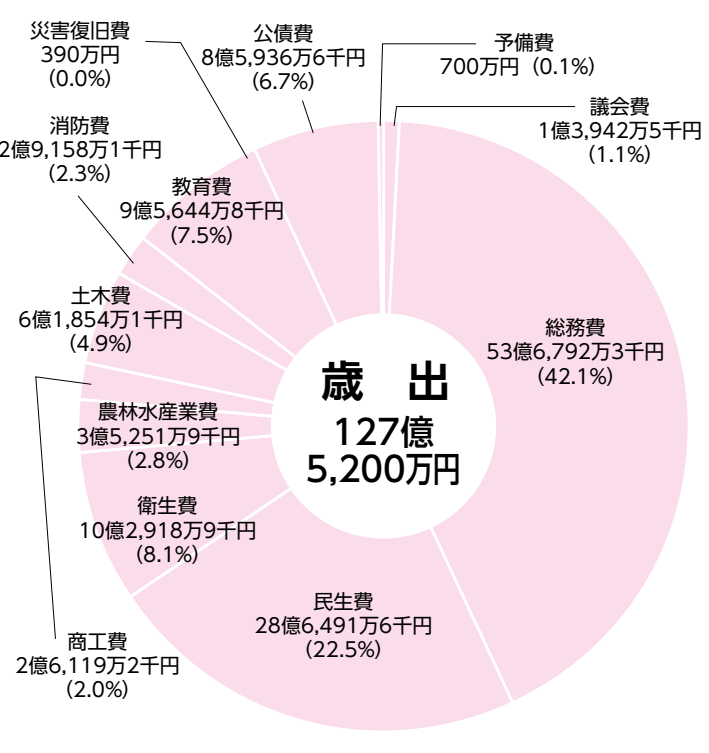 災害復旧費
390万円
(0.0%)
公債費
8億5,936万6千円
(6.7%)
予備費
700万円 (0.1%)
議会費
1億3,942万5千円
(1.1%)
消防費
2億9,158万1千円
(2.3%)
教育費
9億5,644万8千円
(7.5%)
土木費
6億1,854万1千円
(4.9%)
総務費
53億6,792万3千円
(42.1%)
歳 出
127億
5,200万円
農林水産業費
3億5,251万9千円
(2.8%)
衛生費
10億2,918万9千円
(8.1%)
民生費
28億6,491万6千円
(22.5%)
商工費
2億6,119万2千円
(2.0%)